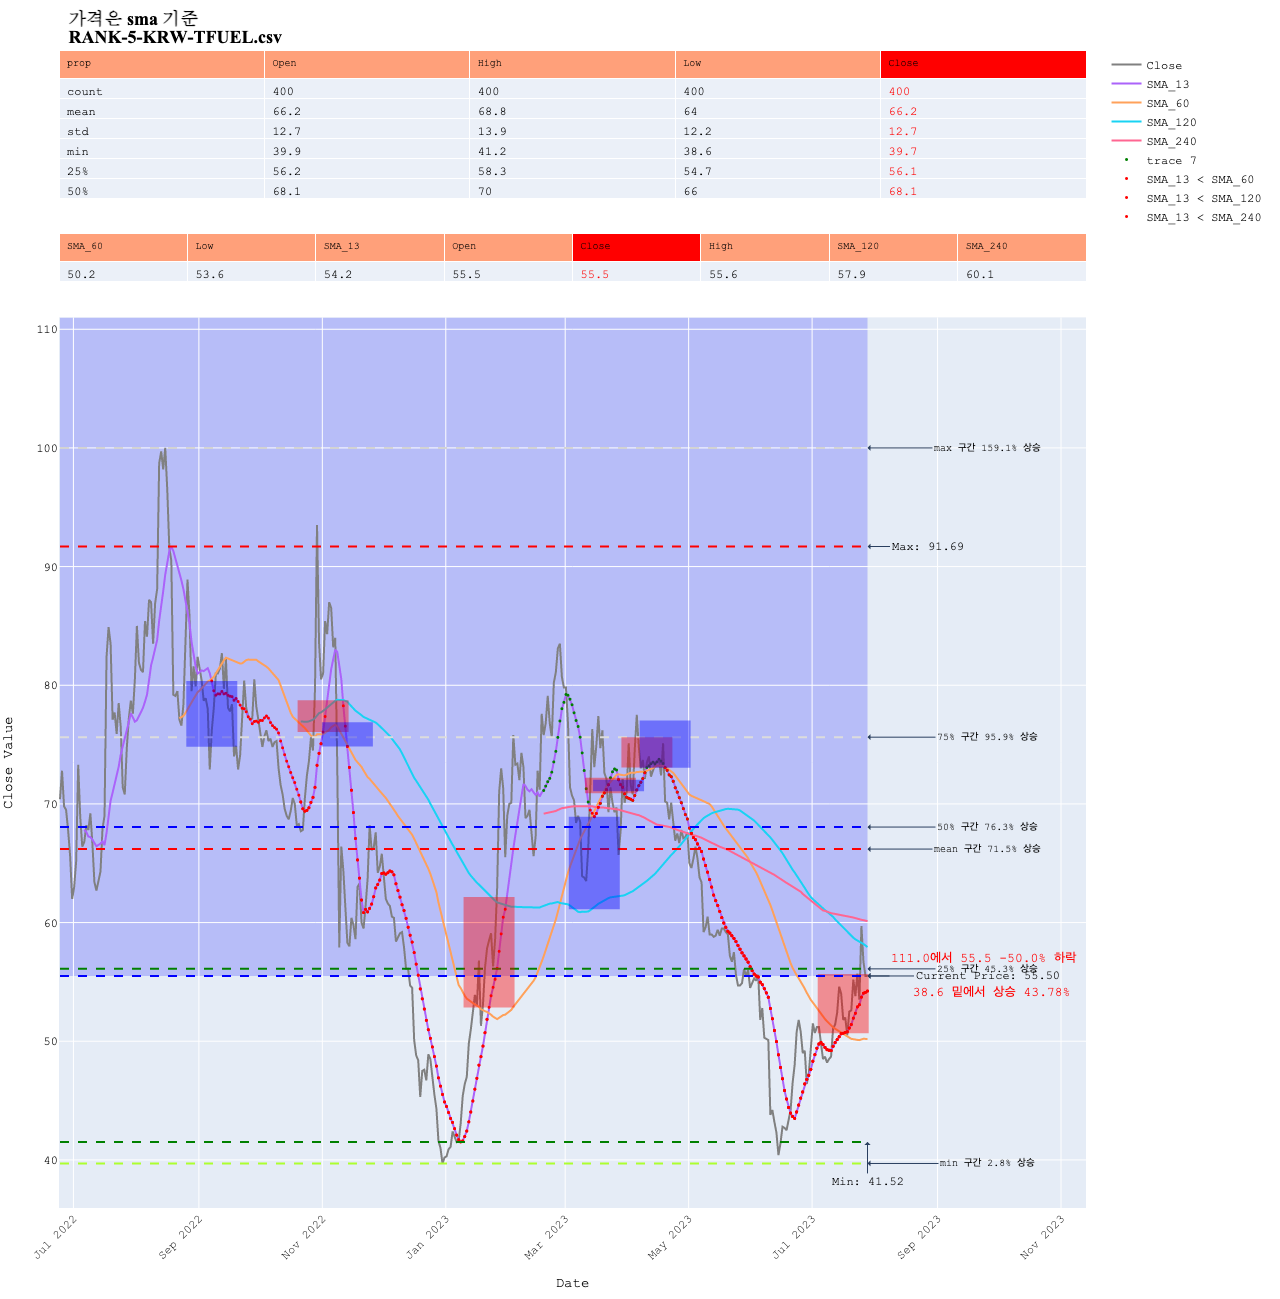 가격은 sma 기준
RANK-5-KRW-TFUEL.csv
prop Open High Low Close
count 400 400 400 400
mean 66.2 68.8 64 66.2
std 12.7 13.9 12.2 12.7
min 39.9 41.2 38.6 39.7
25% 56.2 58.3 54.7 56.1
50% 68.1 70 66 68.1
SMA_60 Low SMA_13 Open Close High SMA_120 SMA_240
50.2 53.6 54.2 55.5 55.5 55.6 57.9 60.1
Close
SMA_13
SMA_60
SMA_120
SMA_240
trace 7
SMA_13 < SMA_60
SMA_13 < SMA_120
SMA_13 < SMA_240
110
100
90
80
70
60
50
40
Close Value
max 구간 159.1% 상승
Max: 91.69
75% 구간 95.9% 상승
50% 구간 76.3% 상승
mean 구간 71.5% 상승
111.0에서 55.5 -50.0% 하락
25% 구간 45.3% 상승
Current Price: 55.50
38.6 밑에서 상승 43.78%
min 구간 2.8% 상승
Min: 41.52
Jul 2022
Sep 2022
Nov 2022
Jan 2023
Mar 2023
May 2023
Jul 2023
Sep 2023
Nov 2023
Date